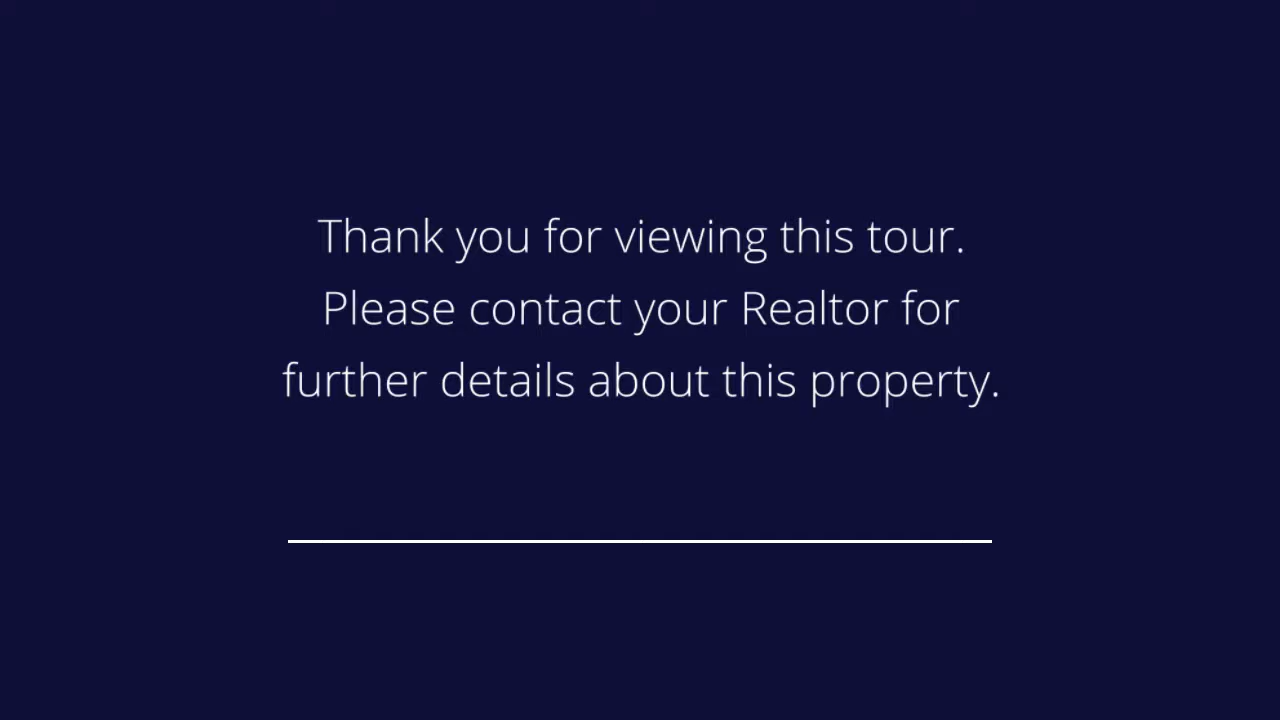 Thank you for viewing this tour.
Please contact your Realtor for
further details about this property.